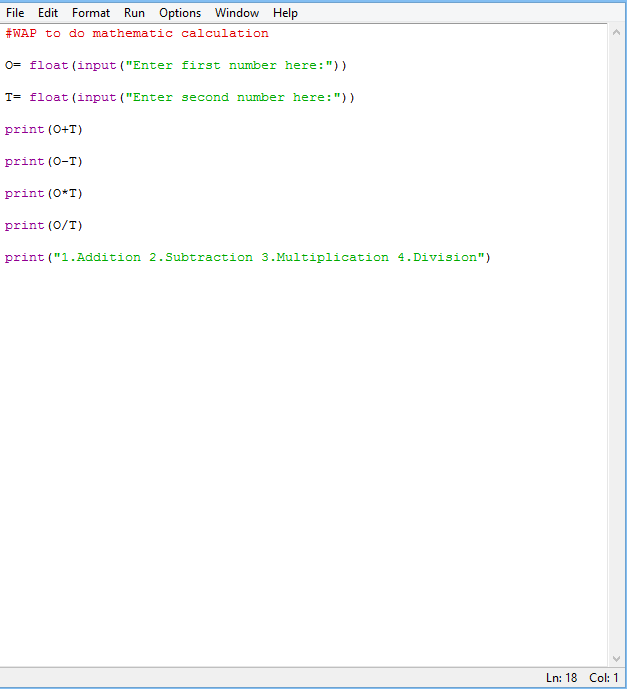 File Edit Format Run Options Window Help
#WAP to do mathematic calculation
O= float(input("Enter first number here:"))
T= float(input("Enter second number here:"))
print(O+T)
print(O-T)
print(O*T)
print(O/T)
print("1.Addition 2.Subtraction 3.Multiplication 4.Division")
Ln: 18 Col: 1